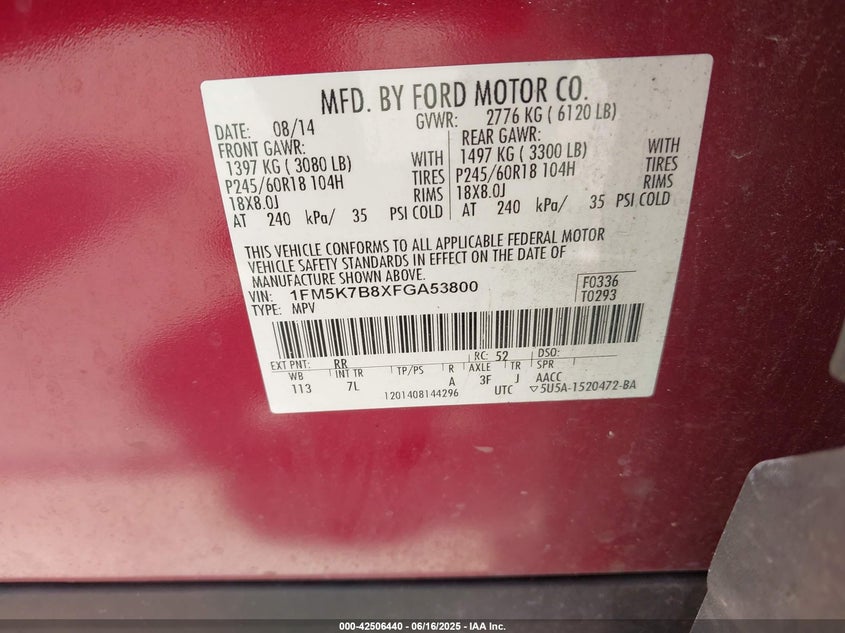 MFD. BY FORD MOTOR CO.
DATE: 08/14 GVWR: 2776 KG ( 6120 LB)
FRONT GAWR: REAR GAWR:
1397 KG ( 3080 LB) WITH 1497 KG ( 3300 LB) WITH
P245/60R18 104H TIRES P245/60R18 104H TIRES
18X8.0J RIMS 18X8.0J RIMS
AT 240 kPa/ 35 PSI COLD AT 240 kPa/ 35 PSI COLD
THIS VEHICLE CONFORMS TO ALL APPLICABLE FEDERAL MOTOR
VEHICLE SAFETY STANDARDS IN EFFECT ON THE DATE OF
MANUFACTURE SHOWN ABOVE.
VIN: 1FM5K7B8XFGA53800 F0336
TYPE: MPV T0293
EXT PNT: RR RC: 52 DSO:
WB INT TR TP/PS R AXLE TR SPR
113 7L A 3F J AACC
1201408144296 UTC ▽5U5A-1520472-BA
000-42506440 - 06/16/2025 - IAA Inc.